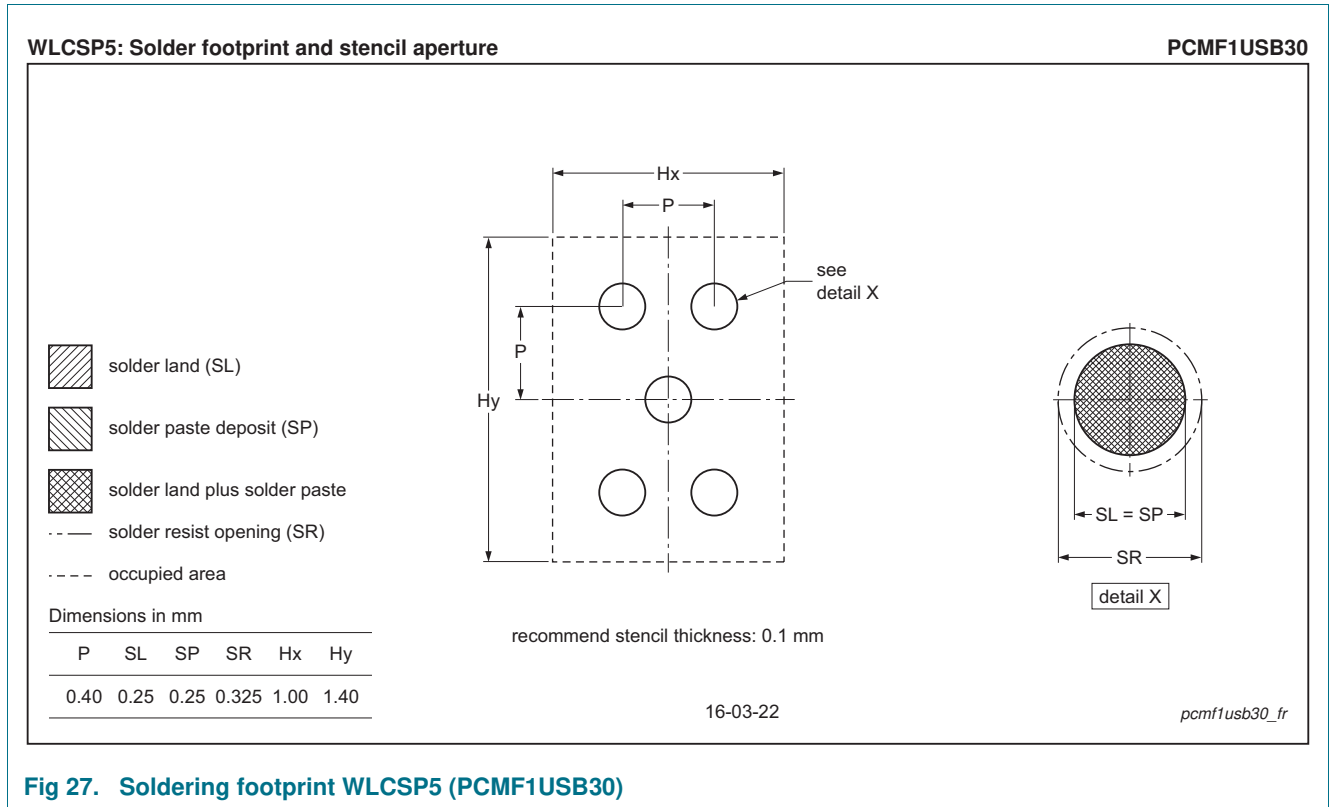 WLCSP5: Solder footprint and stencil aperture PCMF1USB30
Hx
P
see
detail X
P
Hy
solder land (SL)
solder paste deposit (SP)
solder land plus solder paste
solder resist opening (SR)
occupied area
SL = SP
SR
detail X
Dimensions in mm
P SL SP SR Hx Hy
0.40 0.25 0.25 0.325 1.00 1.40
recommend stencil thickness: 0.1 mm
16-03-22
pcmf1usb30_fr
Fig 27. Soldering footprint WLCSP5 (PCMF1USB30)